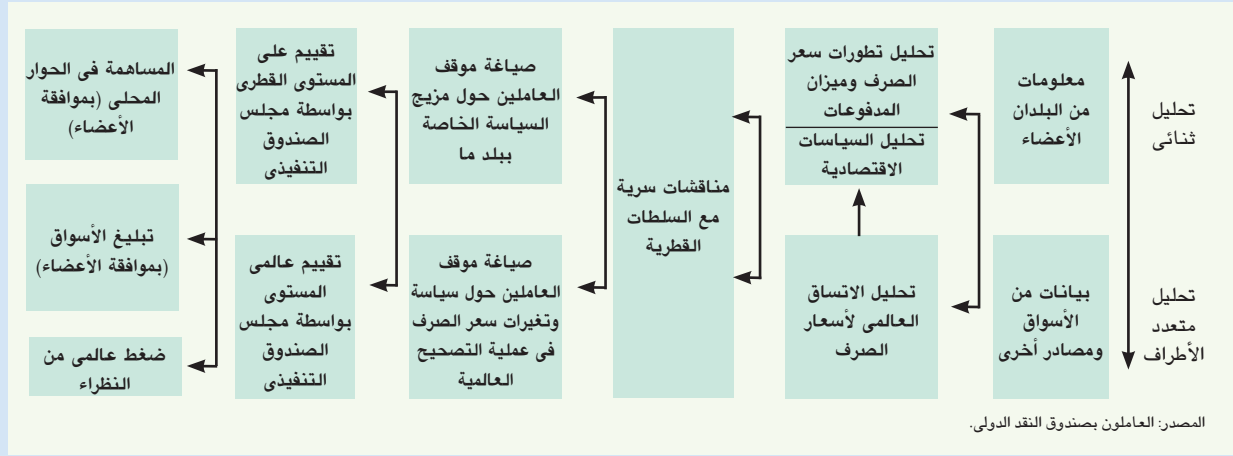 تحليل
ثنائى
تحليل
متعدد
الأطراف
معلومات
من البلدان
الأعضاء
بيانات من
الأسواق
ومصادر أخرى
تحليل تطورات سعر
الصرف وميزان
المدفوعات
تحليل السياسات
الاقتصادية
تحليل الاتساق
العالمى لأسعار
الصرف
مناقشات سرية
مع السلطات
القطرية
صياغة موقف
العاملين حول مزيج
السياسة الخاصة
ببلد ما
صياغة موقف
العاملين حول سياسة
وتغيرات سعر الصرف
فى عملية التصحيح
العالمية
تقييم على
المستوى القطرى
بواسطة مجلس
الصندوق
التنفيذى
تقييم عالمى
المستوى
بواسطة مجلس
الصندوق
التنفيذى
المساهمة فى الحوار
المحلى (بموافقة
الأعضاء)
تبليغ الأسواق
(بموافقة الأعضاء)
ضغط عالمى من
النظراء
المصدر: العاملون بصندوق النقد الدولى.